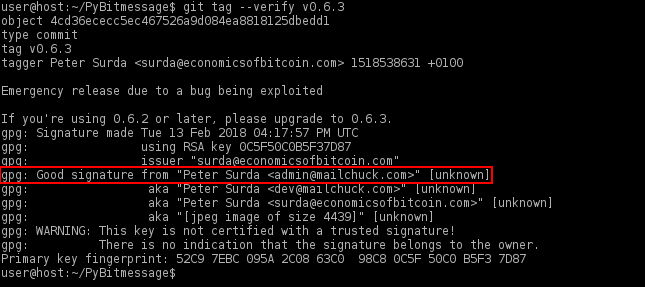 user@host:~/PyBitmessage$ git tag --verify v0.6.3
object 4cd36ececc5ec467526a9d084ea8818125dbedd1
type commit
tag v0.6.3
tagger Peter Surda <surda@economicsofbitcoin.com> 1518538631 +0100
Emergency release due to a bug being exploited
If you're using 0.6.2 or later, please upgrade to 0.6.3.
gpg: Signature made Tue 13 Feb 2018 04:17:57 PM UTC
gpg: using RSA key 0C5F50C0B5F37D87
gpg: issuer "surda@economicsofbitcoin.com"
gpg: Good signature from "Peter Surda <admin@mailchuck.com>" [unknown]
gpg: aka "Peter Surda <dev@mailchuck.com>" [unknown]
gpg: aka "Peter Surda <surda@economicsofbitcoin.com>" [unknown]
gpg: aka "[jpeg image of size 4439]" [unknown]
gpg: WARNING: This key is not certified with a trusted signature!
gpg: There is no indication that the signature belongs to the owner.
Primary key fingerprint: 52C9 7EBC 095A 2C08 63C0 98C8 0C5F 50C0 B5F3 7D87
user@host:~/PyBitmessage$